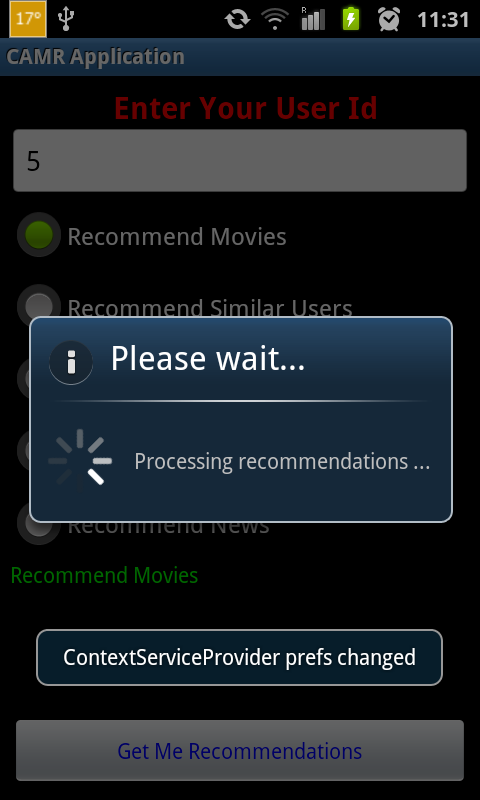 17°
R
11:31
CAMR Application
Enter Your User Id
5
Recommend Movies
Recommend Similar Users
Please wait...
Processing recommendations ...
Recommend News
Recommend Movies
ContextServiceProvider prefs changed
Get Me Recommendations